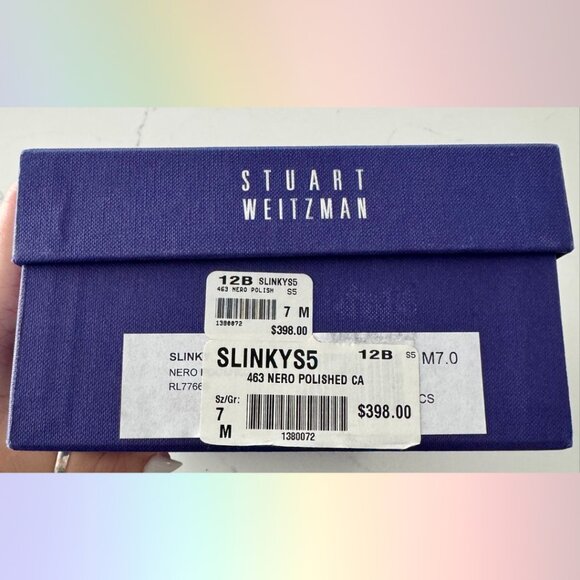 STUART
WEITZMAN
12B SLINKYS5
463 NERO POLISH S5
7 M
1380072
$398.00
SLINK
NERO
RL7766
M7.0
CS
SLINKYS5 12B S5
463 NERO POLISHED CA
Sz/Gr:
7
M
1380072
$398.00